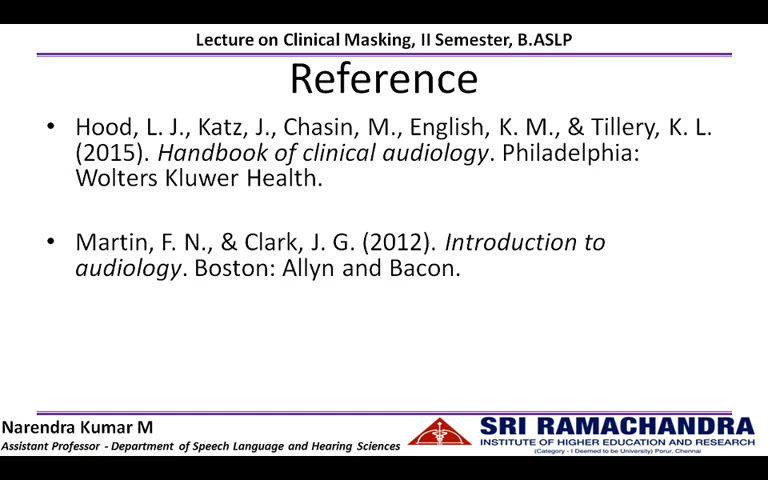 Lecture on Clinical Masking, II Semester, B.ASLP
Reference
• Hood, L. J., Katz, J., Chasin, M., English, K. M., & Tillery, K. L.
(2015). Handbook of clinical audiology. Philadelphia:
Wolters Kluwer Health.
• Martin, F. N., & Clark, J. G. (2012). Introduction to
audiology. Boston: Allyn and Bacon.
Narendra Kumar M
Assistant Professor - Department of Speech Language and Hearing Sciences
SRI RAMACHANDRA
INSTITUTE OF HIGHER EDUCATION AND RESEARCH
(Category - I Deemed to be University) Porur, Chennai